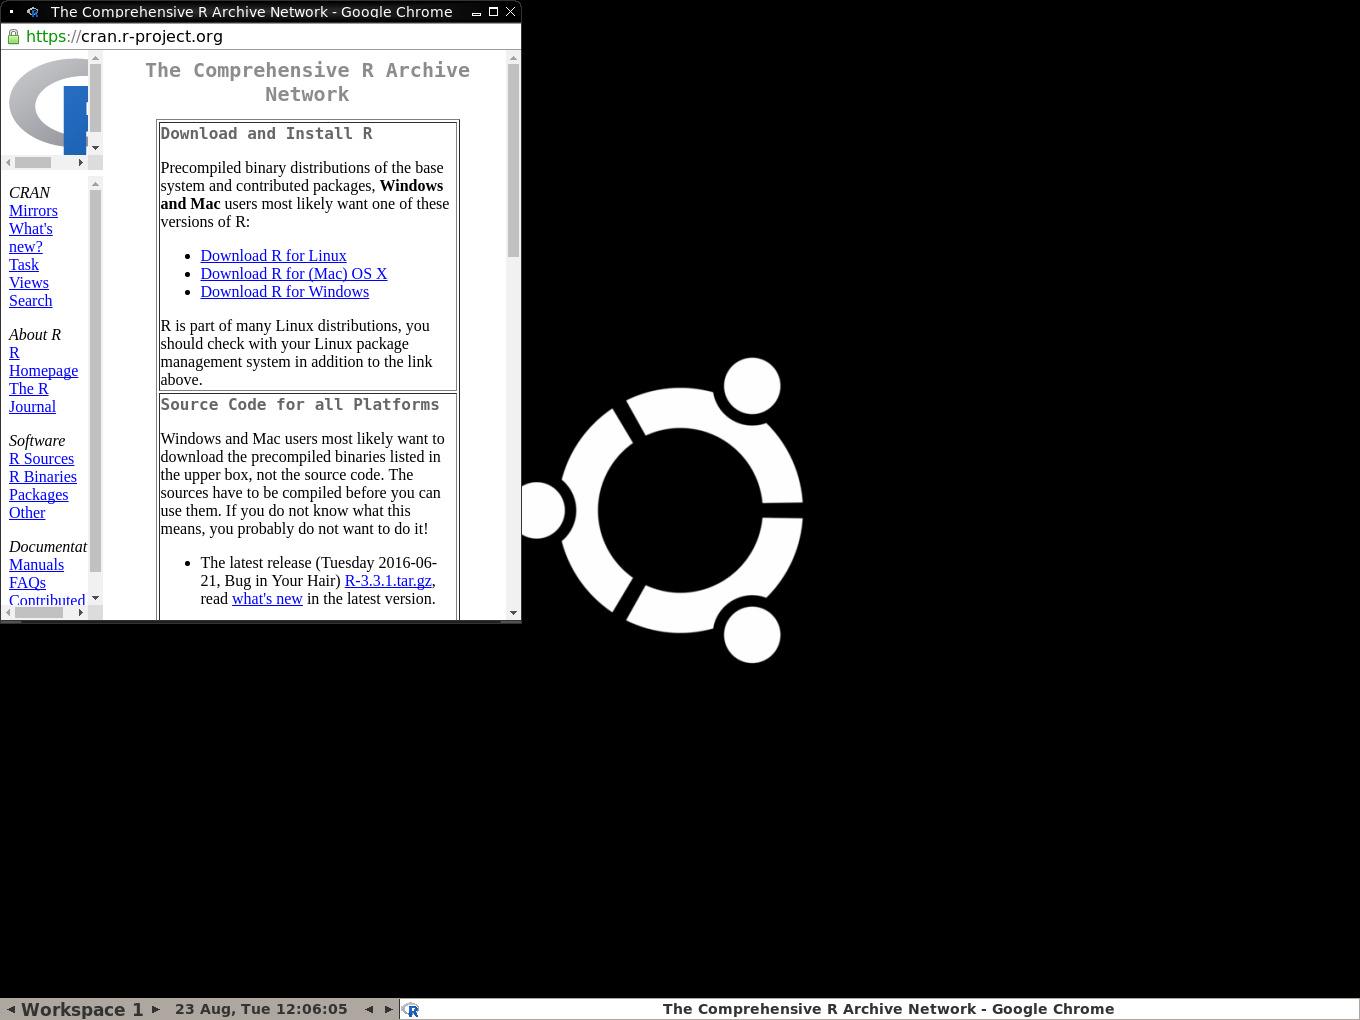 The Comprehensive R Archive Network - Google Chrome
https://cran.r-project.org
CRAN
Mirrors
What's
new?
Task
Views
Search
About R
R
Homepage
The R
Journal
Software
R Sources
R Binaries
Packages
Other
Documentat
Manuals
FAQs
Contributed
The Comprehensive R Archive
Network
Download and Install R
Precompiled binary distributions of the base
system and contributed packages, Windows
and Mac users most likely want one of these
versions of R:
Download R for Linux
Download R for (Mac) OS X
Download R for Windows
R is part of many Linux distributions, you
should check with your Linux package
management system in addition to the link
above.
Source Code for all Platforms
Windows and Mac users most likely want to
download the precompiled binaries listed in
the upper box, not the source code. The
sources have to be compiled before you can
use them. If you do not know what this
means, you probably do not want to do it!
The latest release (Tuesday 2016-06-
21, Bug in Your Hair) R-3.3.1.tar.gz,
read what's new in the latest version.
Workspace 1
23 Aug, Tue 12:06:05
The Comprehensive R Archive Network - Google Chrome